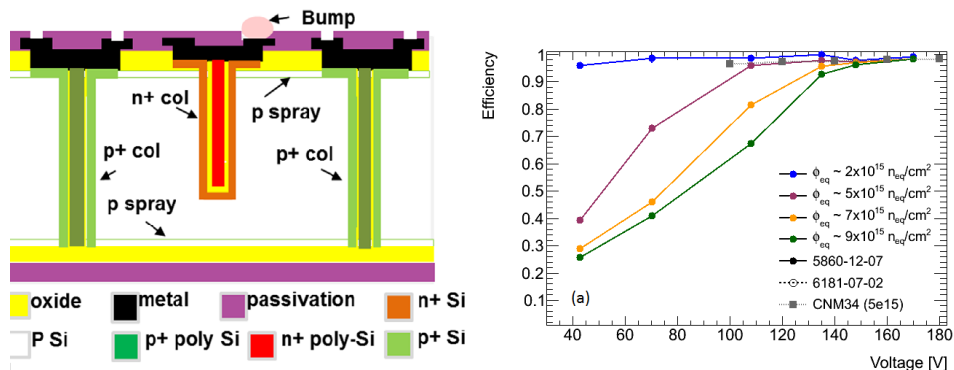 Bump
n+ col
p spray
p+ col
p+ col
p spray
oxide
metal
passivation
n+ Si
P Si
p+ poly Si
n+ poly-Si
p+ Si
Efficiency
1
0.9
0.8
0.7
0.6
0.5
0.4
0.3
0.2
0.1
ϕeq ~ 2x10¹⁵ neq/cm²
ϕeq ~ 5x10¹⁵ neq/cm²
ϕeq ~ 7x10¹⁵ neq/cm²
ϕeq ~ 9x10¹⁵ neq/cm²
5860-12-07
6181-07-02
CNM34 (5e15)
(a)
40 60 80 100 120 140 160 180
Voltage [V]